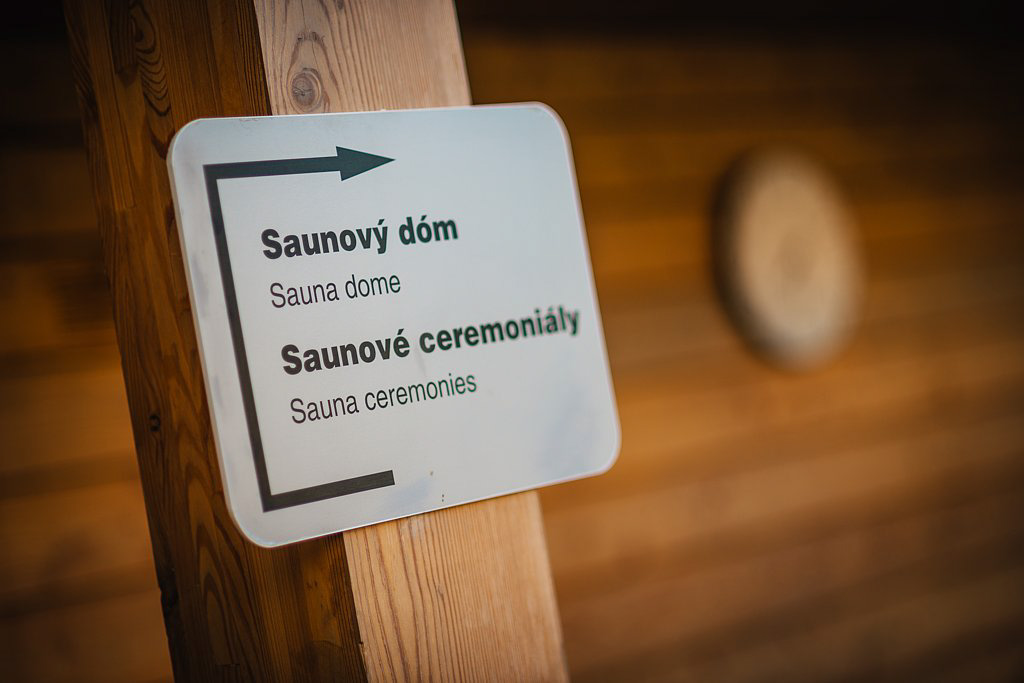 Saunový dóm
Sauna dome
Saunové ceremoniály
Sauna ceremonies